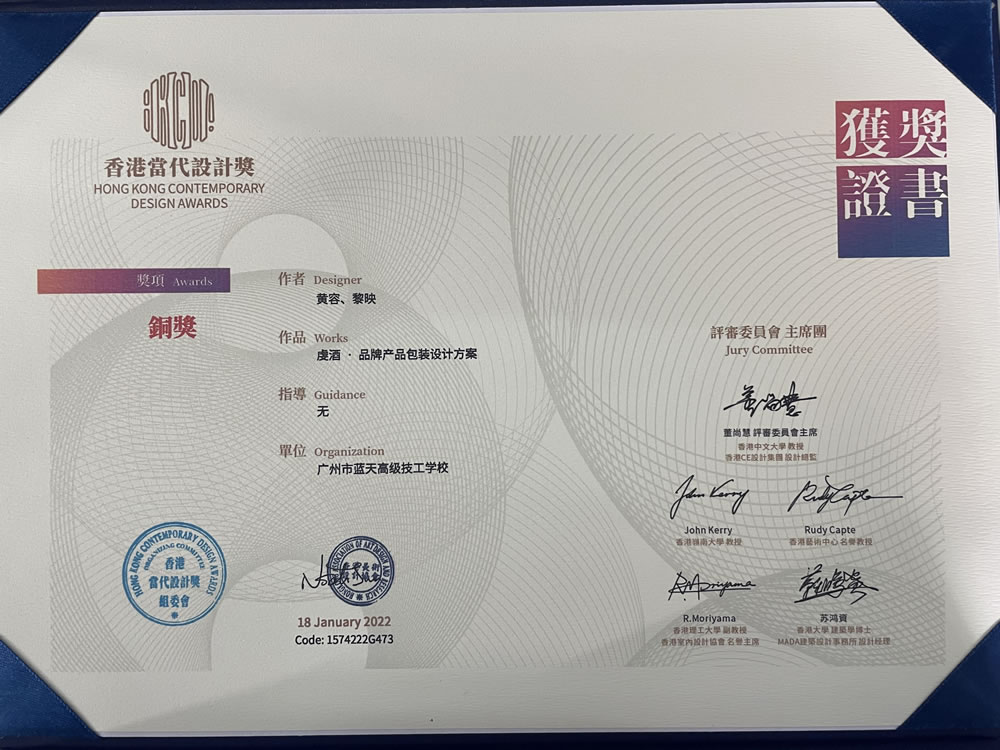 香港當代設計獎
HONG KONG CONTEMPORARY
DESIGN AWARDS
獲獎
證書
獎項 Awards
銅獎
作者 Designer
黄容、黎映
作品 Works
虔酒 · 品牌产品包装设计方案
指導 Guidance
无
單位 Organization
广州市蓝天高级技工学校
評審委員會 主席團
Jury Committee
董尚慧 評審委員會主席
香港中文大學 教授
香港CE設計集團 設計總監
John Kerry
John Kerry
香港嶺南大學 教授
Rudy Capte
Rudy Capte
香港藝術中心 名譽教授
R.Moriyama
R.Moriyama
香港理工大學 副教授
香港室內設計協會 名譽主席
苏鸿資
香港大學 建築學博士
MADA建築設計事務所 設計經理
HONG KONG CONTEMPORARY DESIGN AWARDS
ORGANIZING COMMITTEE
香港
當代設計獎
組委會
18 January 2022
Code: 1574222G473